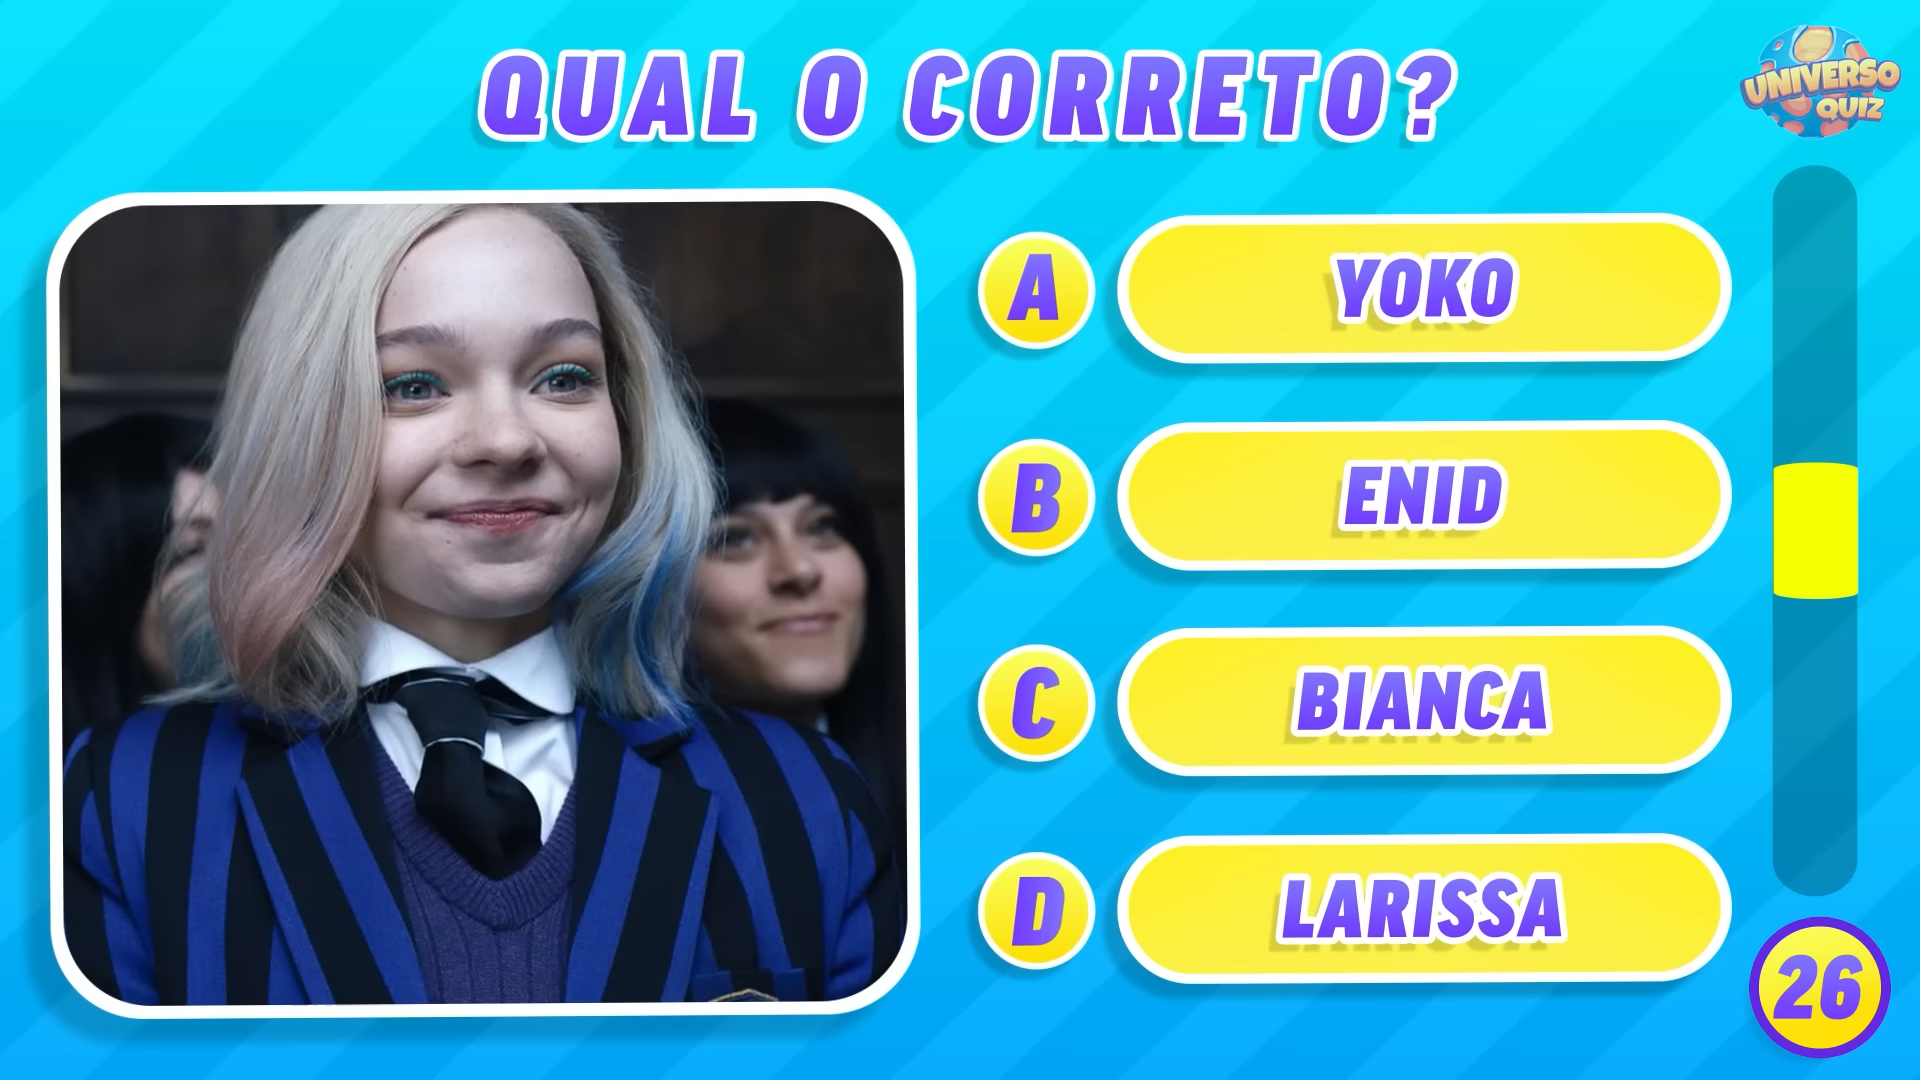 QUAL O CORRETO?
UNIVERSO
QUIZ
A
YOKO
B
ENID
C
BIANCA
D
LARISSA
26